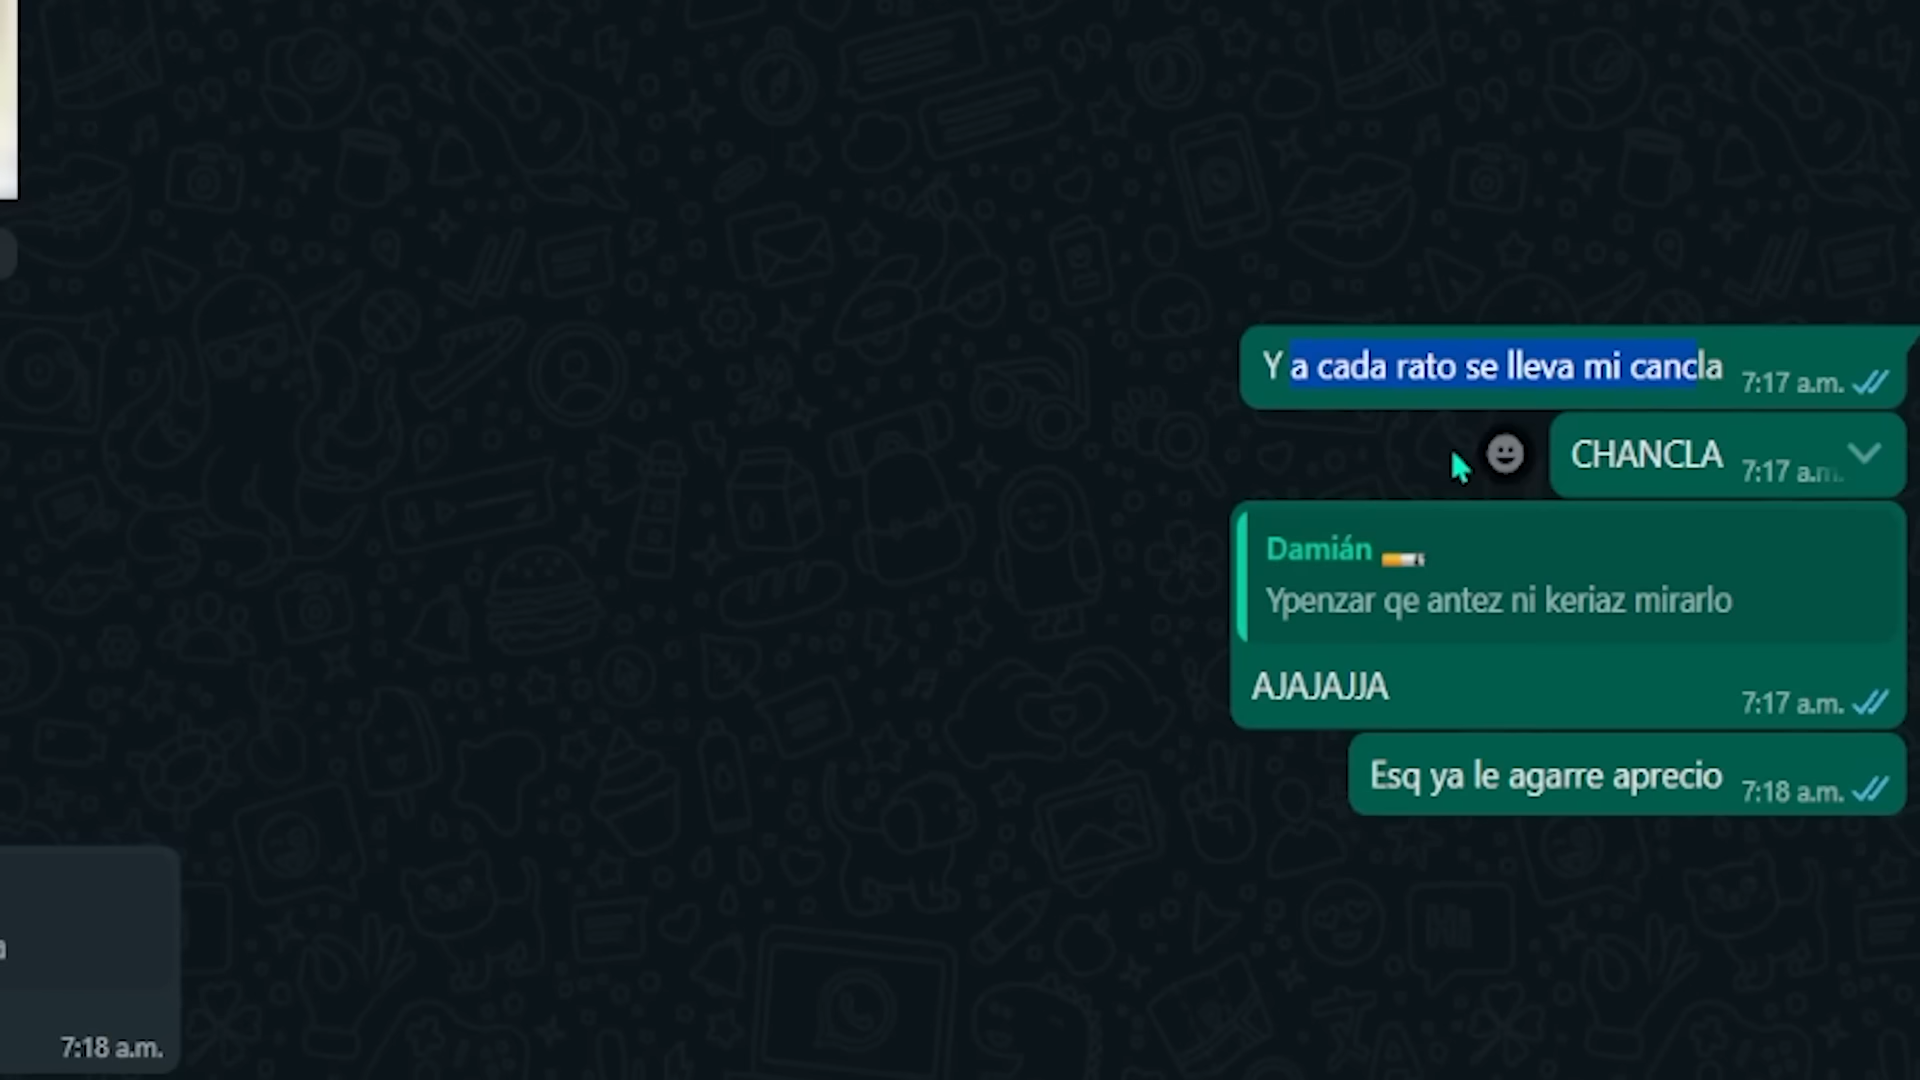 Y a cada rato se lleva mi cancla 7:17 a.m.
CHANCLA 7:17 a.m.
Damián
Ypenzar qe antez ni keriaz mirarlo
AJAJAJJA 7:17 a.m.
Esq ya le agarre aprecio 7:18 a.m.
7:18 a.m.